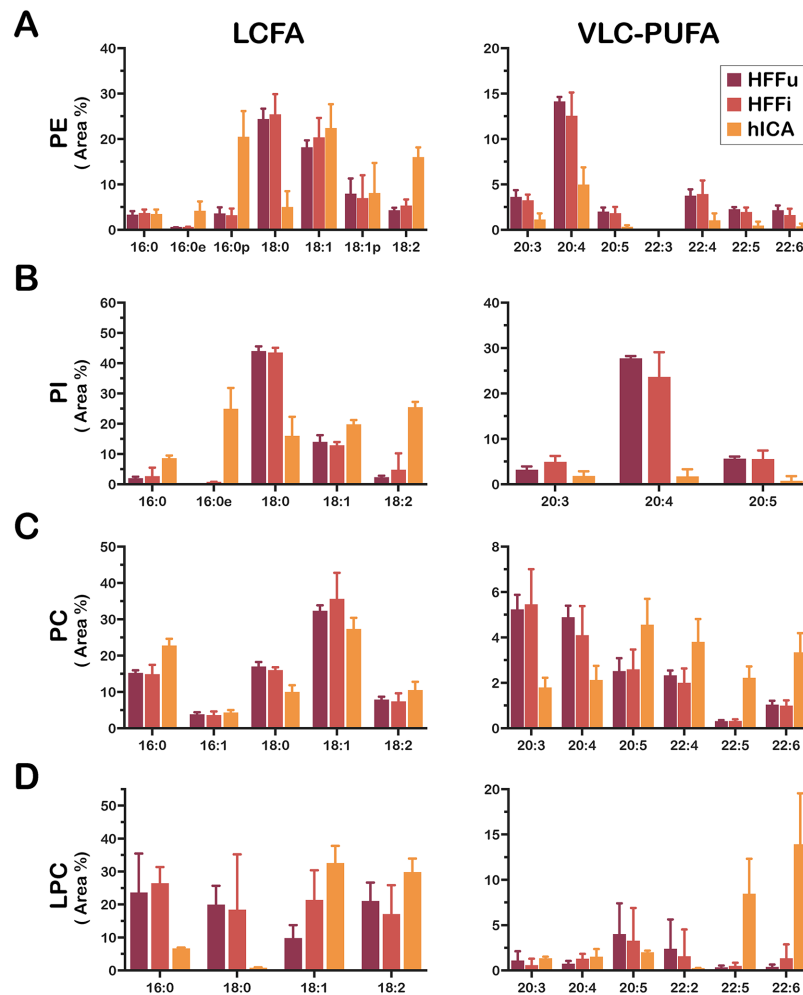 A
LCFA
VLC-PUFA
PE
( Area %)
40
30
20
10
0
16:0 16:0e 16:0p 18:0 18:1 18:1p 18:2
20
15
10
5
0
20:3 20:4 20:5 22:3 22:4 22:5 22:6
HFFu
HFFi
hICA
B
PI
( Area %)
60
50
40
30
20
10
0
16:0 16:0e 18:0 18:1 18:2
40
30
20
10
0
20:3 20:4 20:5
C
PC
( Area %)
50
40
30
20
10
0
16:0 16:1 18:0 18:1 18:2
8
6
4
2
0
20:3 20:4 20:5 22:4 22:5 22:6
D
LPC
( Area %)
50
40
30
20
10
0
16:0 18:0 18:1 18:2
20
15
10
5
0
20:3 20:4 20:5 22:2 22:5 22:6